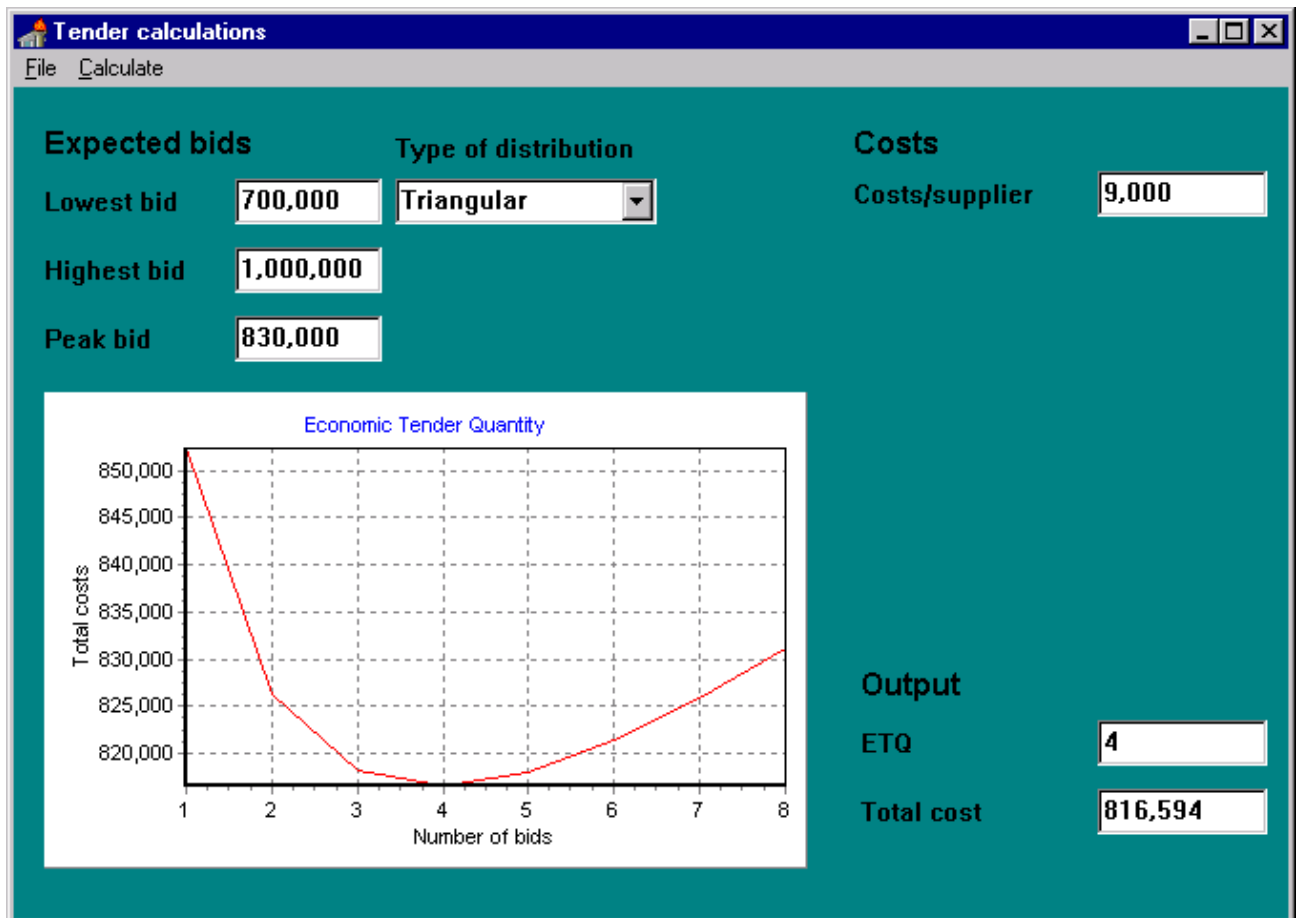 Tender calculations
File Calculate
Expected bids
Type of distribution
Costs
Lowest bid 700,000 Triangular
Costs/supplier 9,000
Highest bid 1,000,000
Peak bid 830,000
Economic Tender Quantity
850,000
845,000
840,000
835,000
830,000
825,000
820,000
Total costs
1 2 3 4 5 6 7 8
Number of bids
Output
ETQ 4
Total cost 816,594